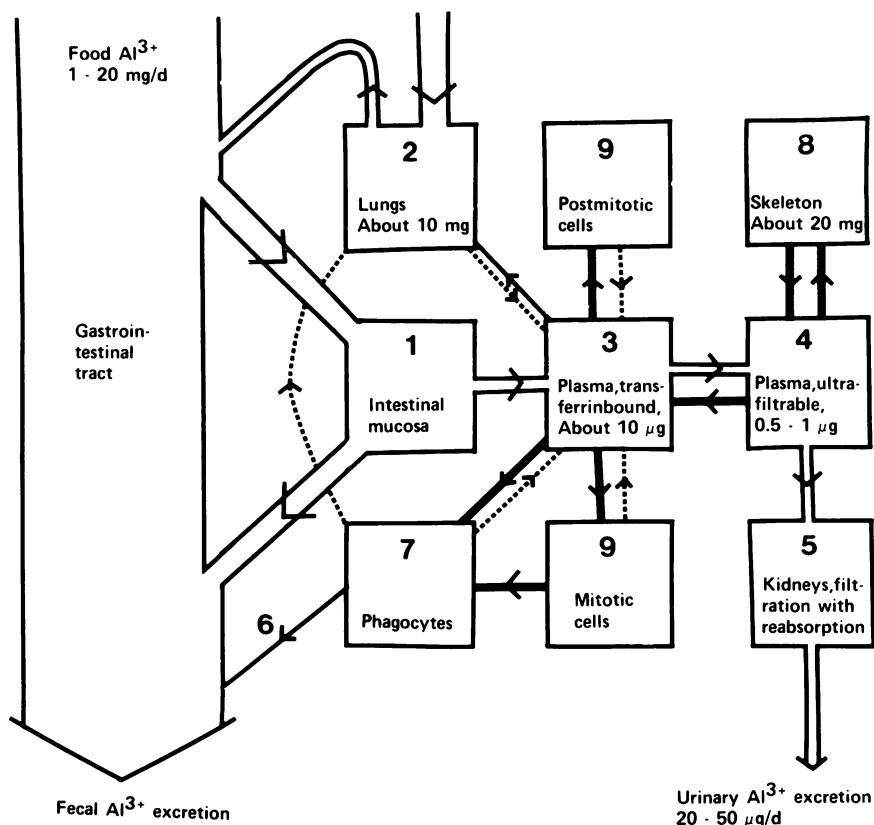 Food Al3+
1 - 20 mg/d
2
Lungs
About 10 mg
9
Postmitotic
cells
8
Skeleton
About 20 mg
Gastroin-
testinal
tract
1
Intestinal
mucosa
3
Plasma,trans-
ferrinbound,
About 10 µg
4
Plasma,ultra-
filtrable,
0.5 - 1 µg
7
Phagocytes
9
Mitotic
cells
5
Kidneys,filt-
ration with
reabsorption
6
Fecal Al3+ excretion
Urinary Al3+ excretion
20 - 50 µg/d